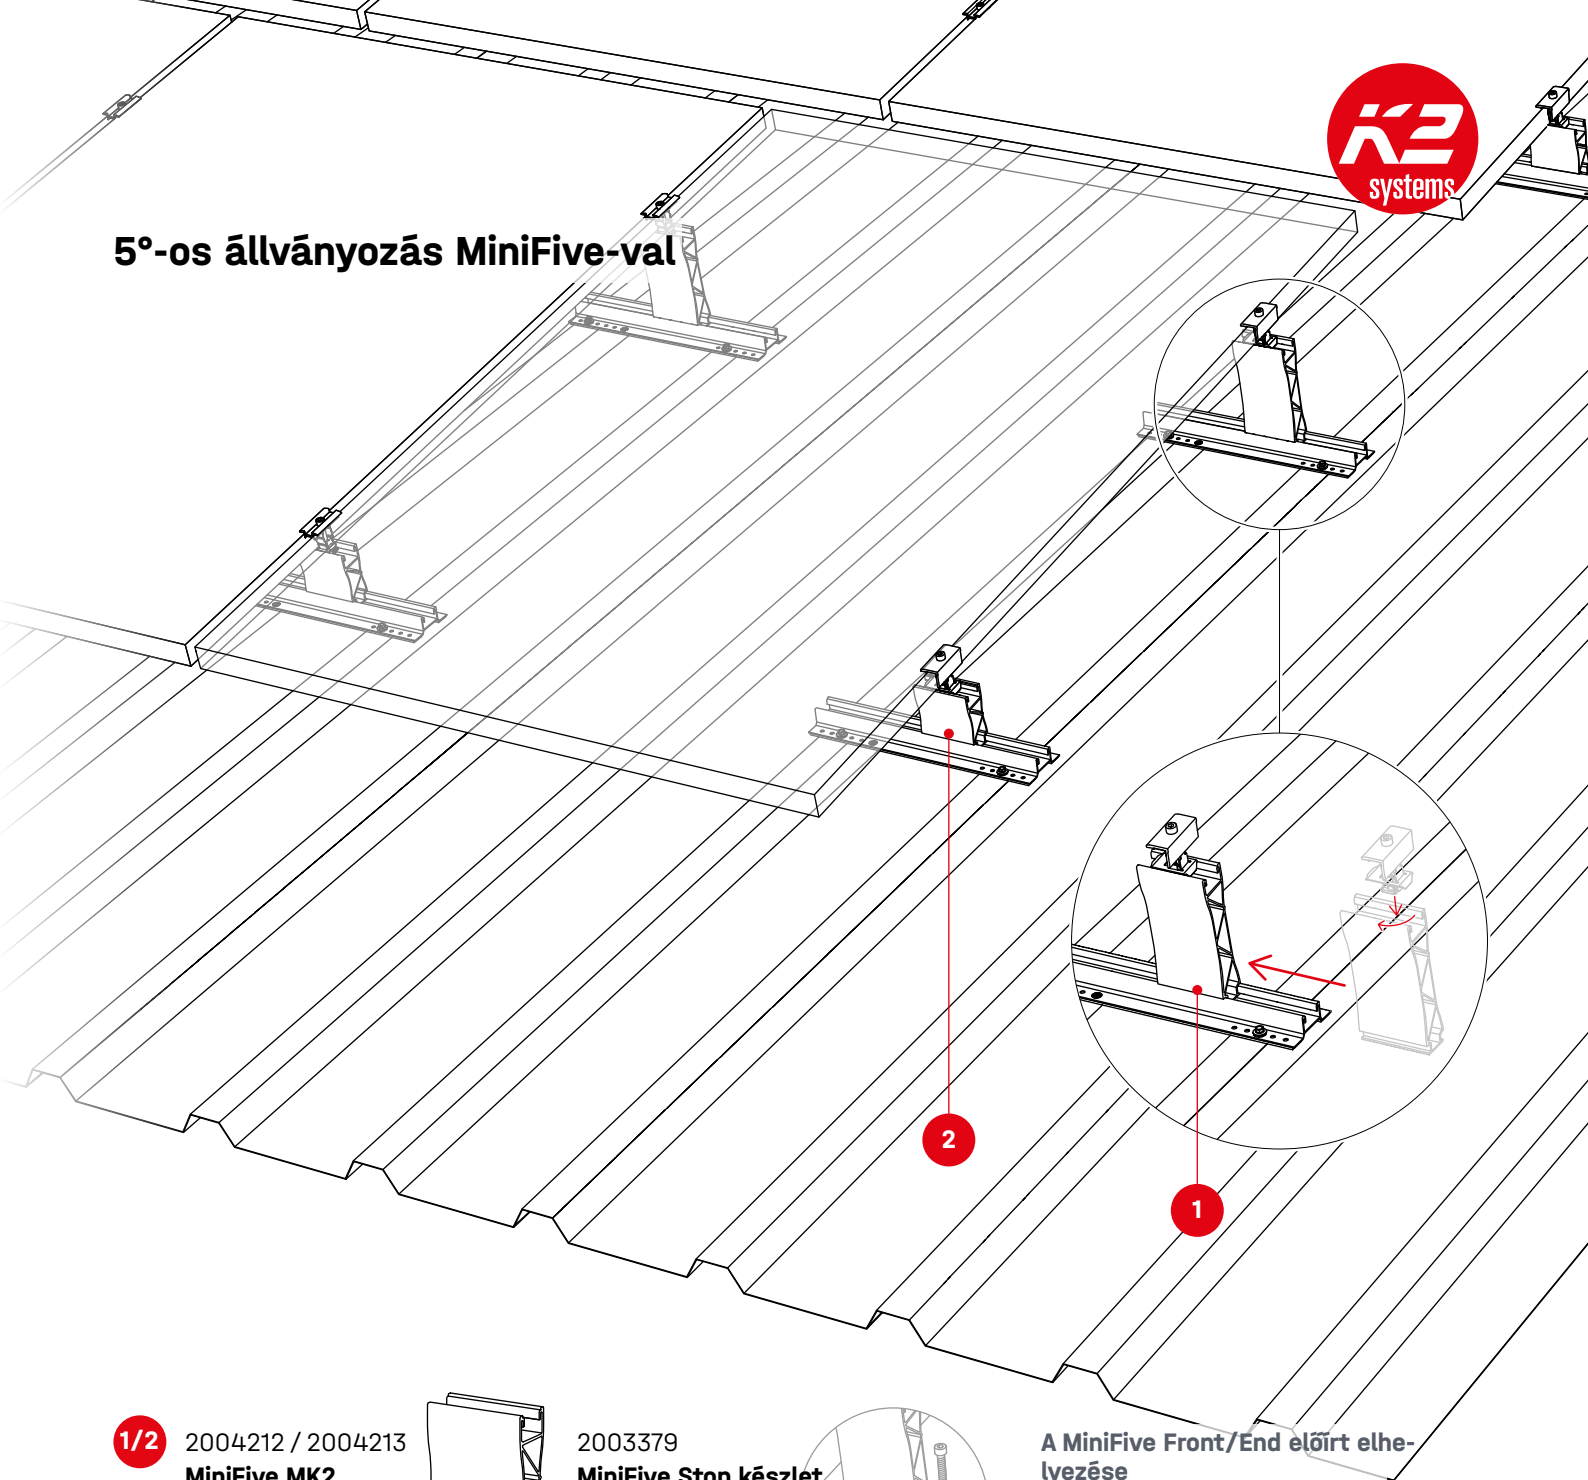 K2
systems
5°-os állványozás MiniFive-val
2
1
1/2
2004212 / 2004213
MiniFive MK2
2003379
MiniFive Stop készlet
A MiniFive Front/End előírt elhe-
lyezése